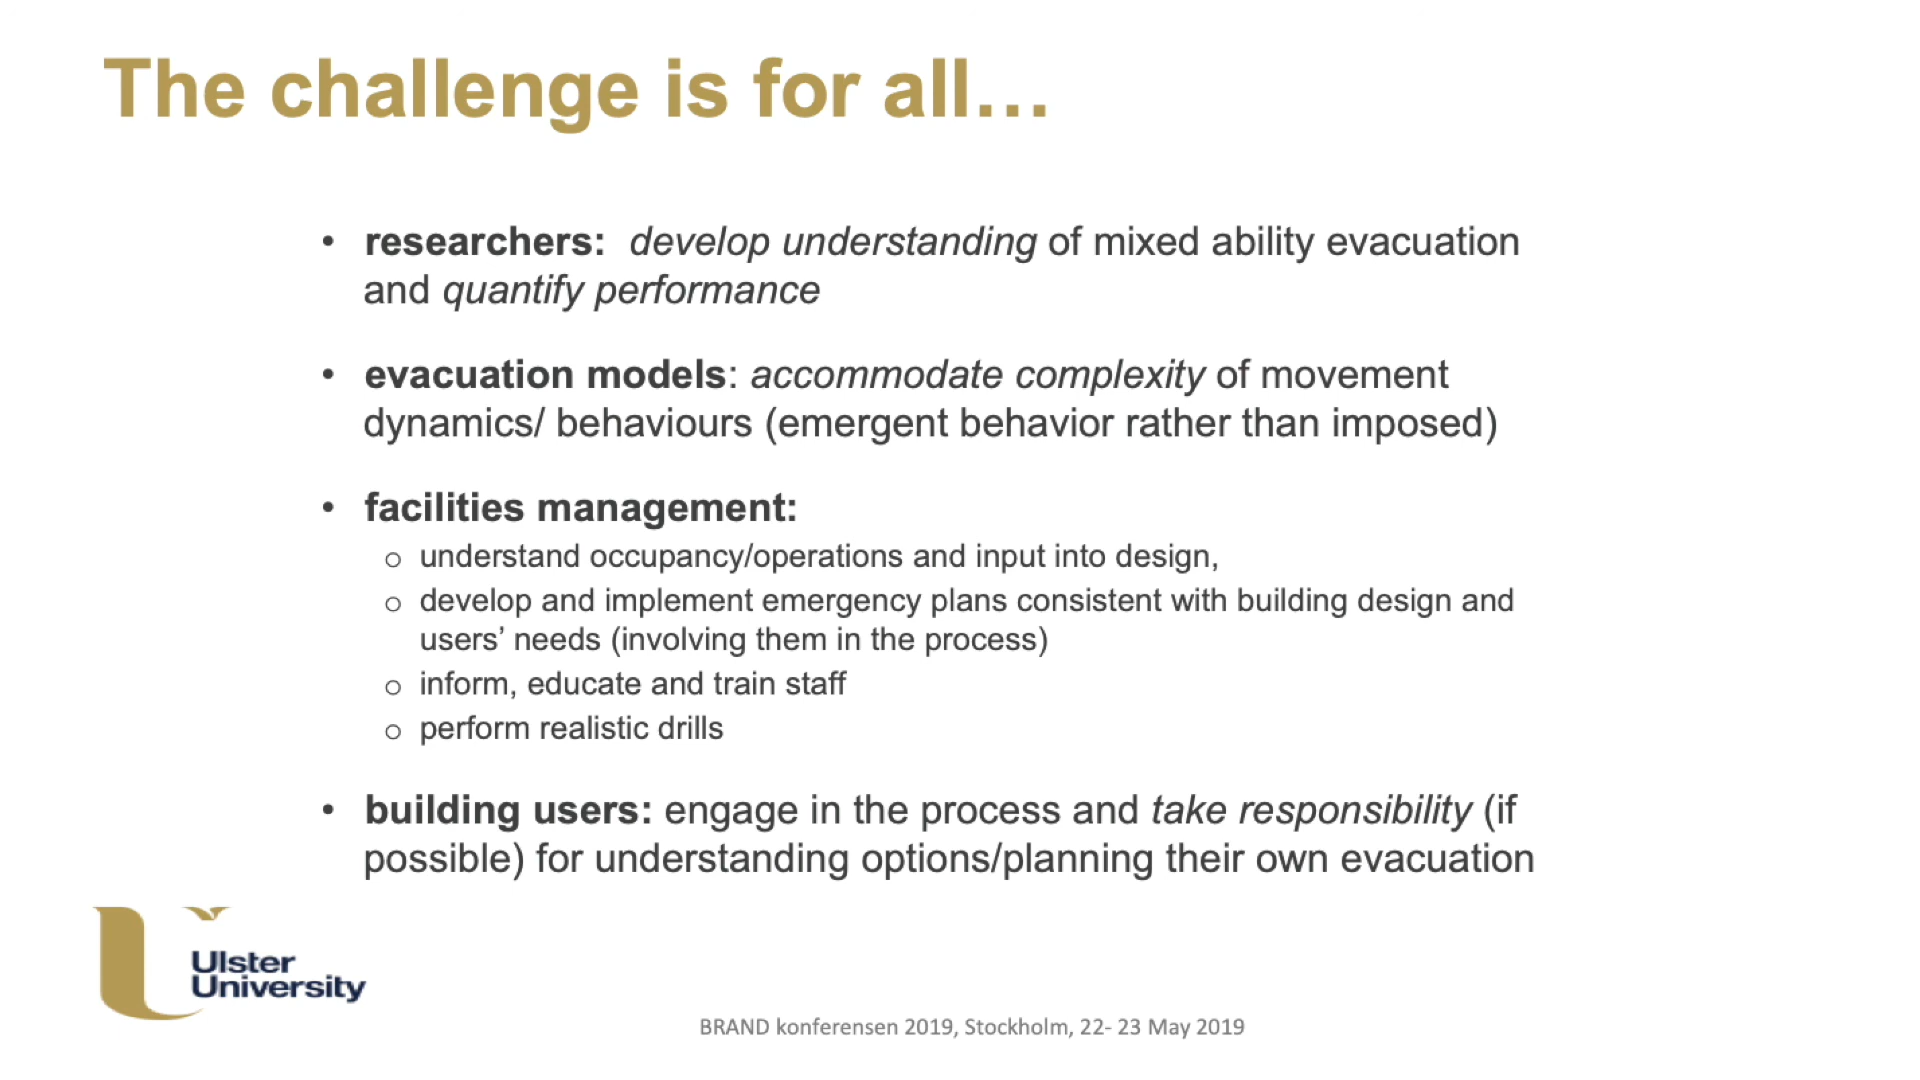 The challenge is for all…
• researchers: develop understanding of mixed ability evacuation
and quantify performance
• evacuation models: accommodate complexity of movement
dynamics/ behaviours (emergent behavior rather than imposed)
• facilities management:
o understand occupancy/operations and input into design,
o develop and implement emergency plans consistent with building design and
users’ needs (involving them in the process)
o inform, educate and train staff
o perform realistic drills
• building users: engage in the process and take responsibility (if
possible) for understanding options/planning their own evacuation
Ulster
University
BRAND konferensen 2019, Stockholm, 22- 23 May 2019